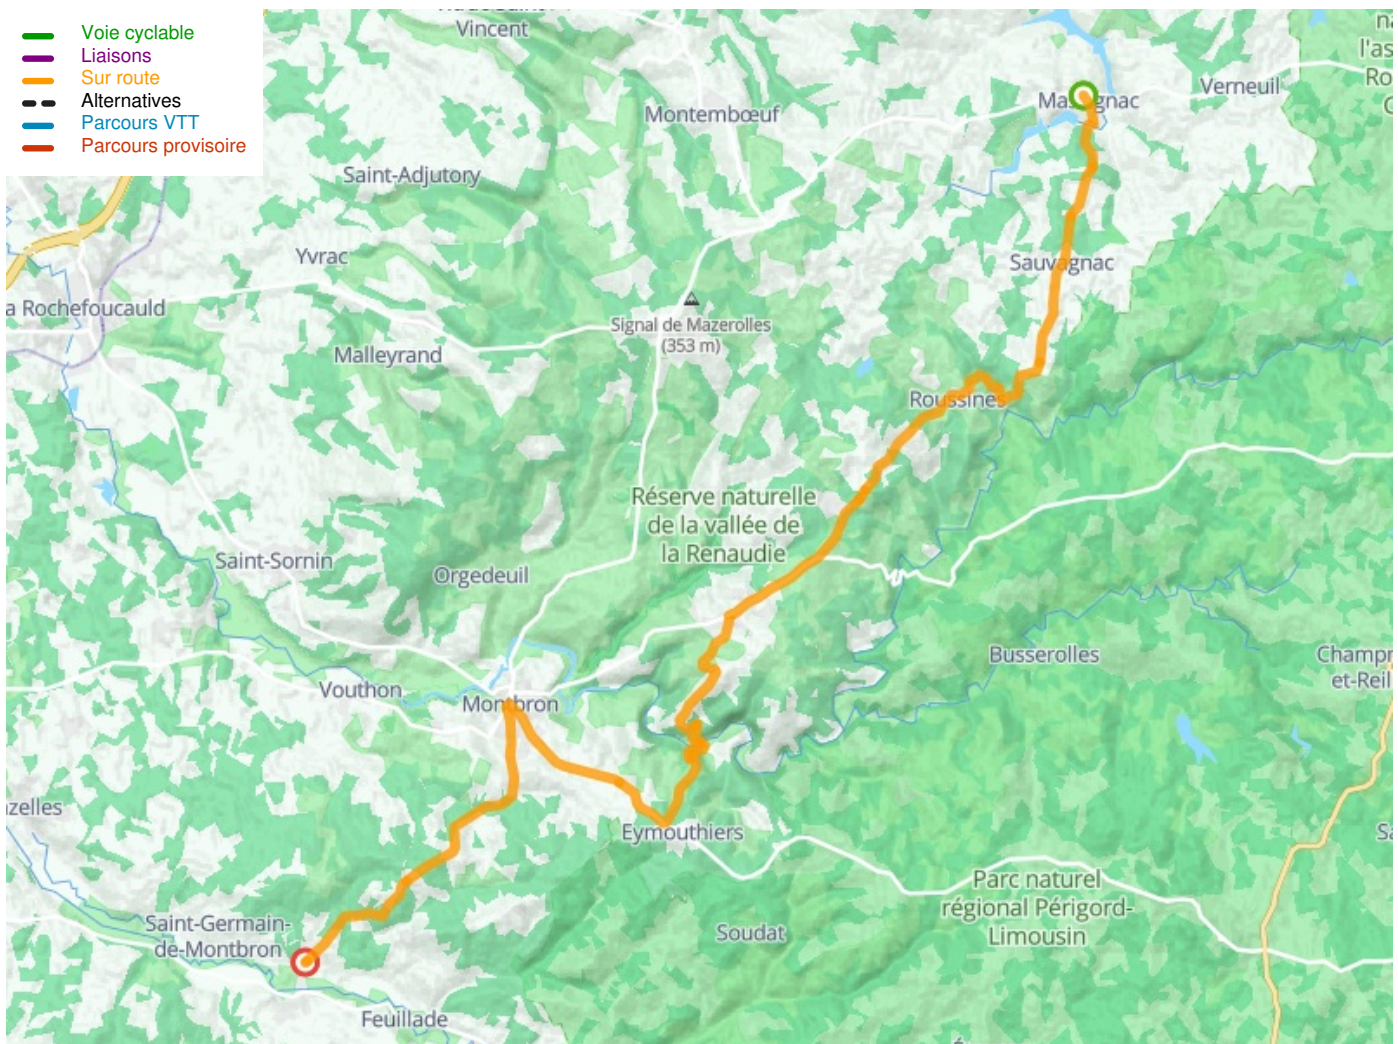 Voie cyclable
Liaisons
Sur route
Alternatives
Parcours VTT
Parcours provisoire
Vincent
Montembœuf
Verneuil
Saint-Adjutory
Yvrac
Sauvagnac
a Rochefoucauld
Signal de Mazerolles
(353 m)
Malleyrand
Roussines
Réserve naturelle
de la vallée de
la Renaudie
Saint-Sornin
Orgedeuil
Busserolles
Champn
et-Reil
Vouthon
Montbron
zelles
Eymouthiers
Parc naturel
régional Périgord-
Limousin
Saint-Germain-
de-Montbron
Soudat
Feuillade